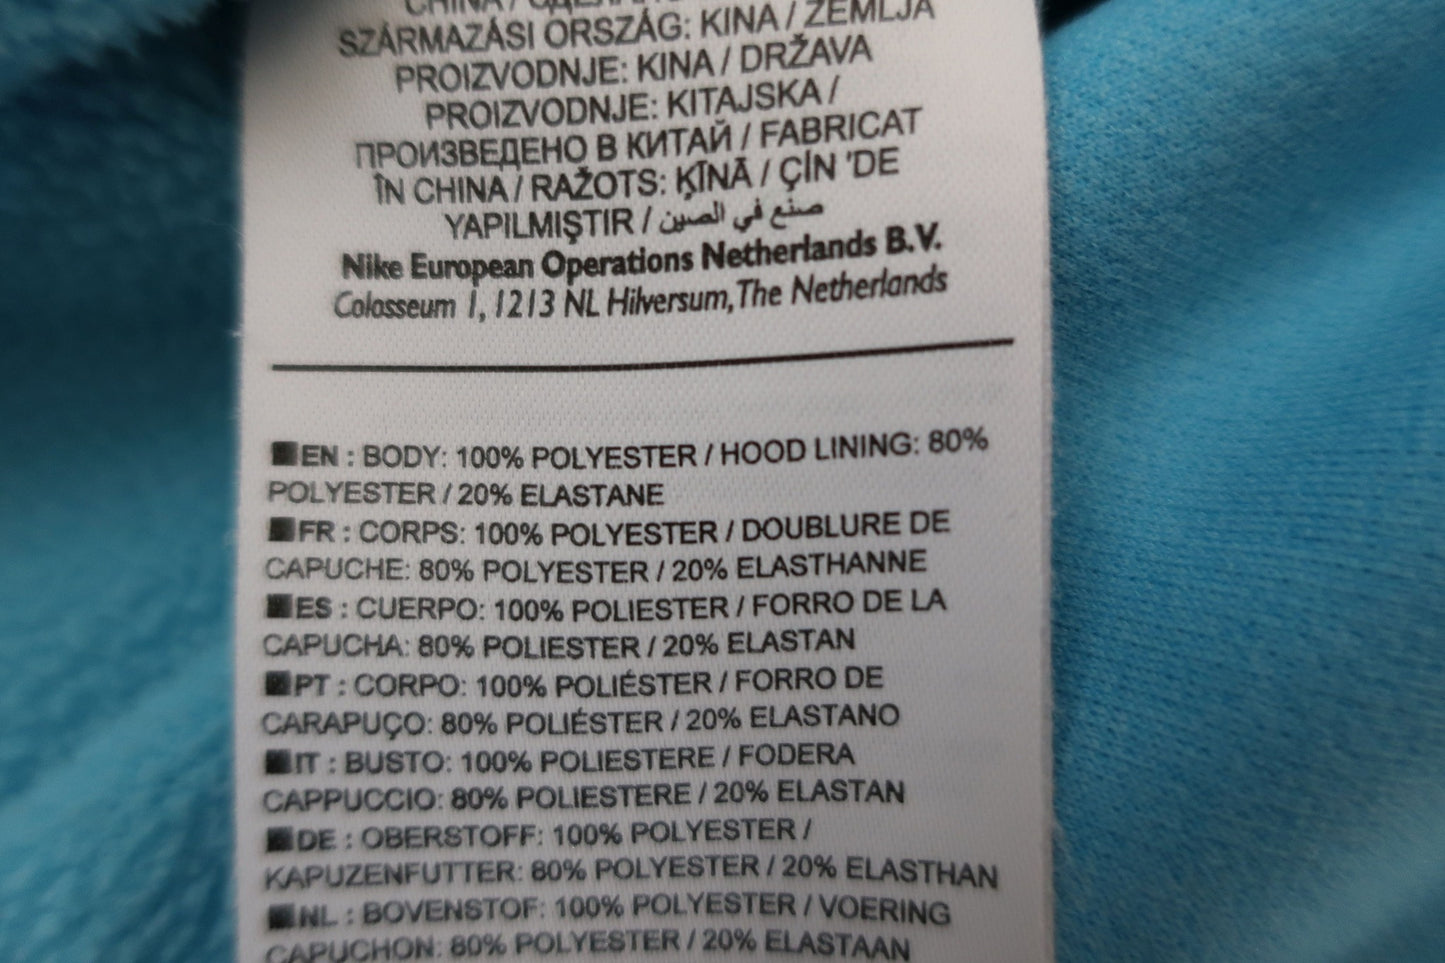 CHINA /
SZÁRMAZÁSI ORSZÁG: KINA / ZEMLJA
PROIZVODNJE: KINA / DRŽAVA
PROIZVODNJE: KITAJSKA /
ПРОИЗВЕДЕНО В КИТАЙ / FABRICAT
ÎN CHINA / RAŽOTS: ĶĪNĀ / ÇİN 'DE
YAPILMIŞTIR / صنع في الصين
Nike European Operations Netherlands B.V.
Colosseum 1, 1213 NL Hilversum, The Netherlands
EN : BODY: 100% POLYESTER / HOOD LINING: 80%
POLYESTER / 20% ELASTANE
FR : CORPS: 100% POLYESTER / DOUBLURE DE
CAPUCHE: 80% POLYESTER / 20% ELASTHANNE
ES : CUERPO: 100% POLIESTER / FORRO DE LA
CAPUCHA: 80% POLIESTER / 20% ELASTAN
PT : CORPO: 100% POLIÉSTER / FORRO DE
CARAPUÇO: 80% POLIÉSTER / 20% ELASTANO
IT : BUSTO: 100% POLIESTERE / FODERA
CAPPUCCIO: 80% POLIESTERE / 20% ELASTAN
DE : OBERSTOFF: 100% POLYESTER /
KAPUZENFUTTER: 80% POLYESTER / 20% ELASTHAN
NL : BOVENSTOF: 100% POLYESTER / VOERING
CAPUCHON: 80% POLYESTER / 20% ELASTAAN